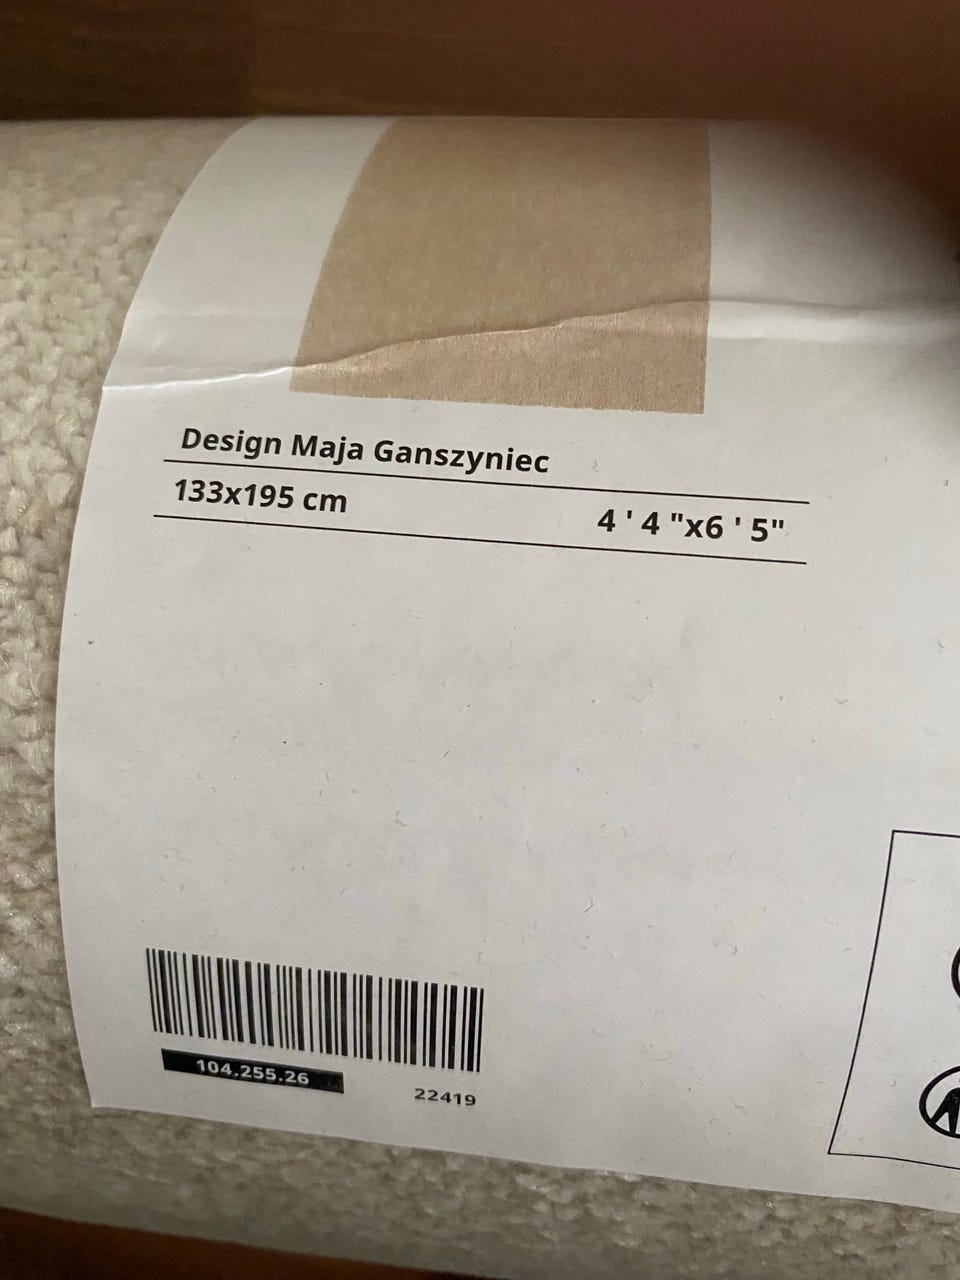 Design Maja Ganszyniec
133x195 cm 4 ' 4 "x6 ' 5"
104.255.26
22419